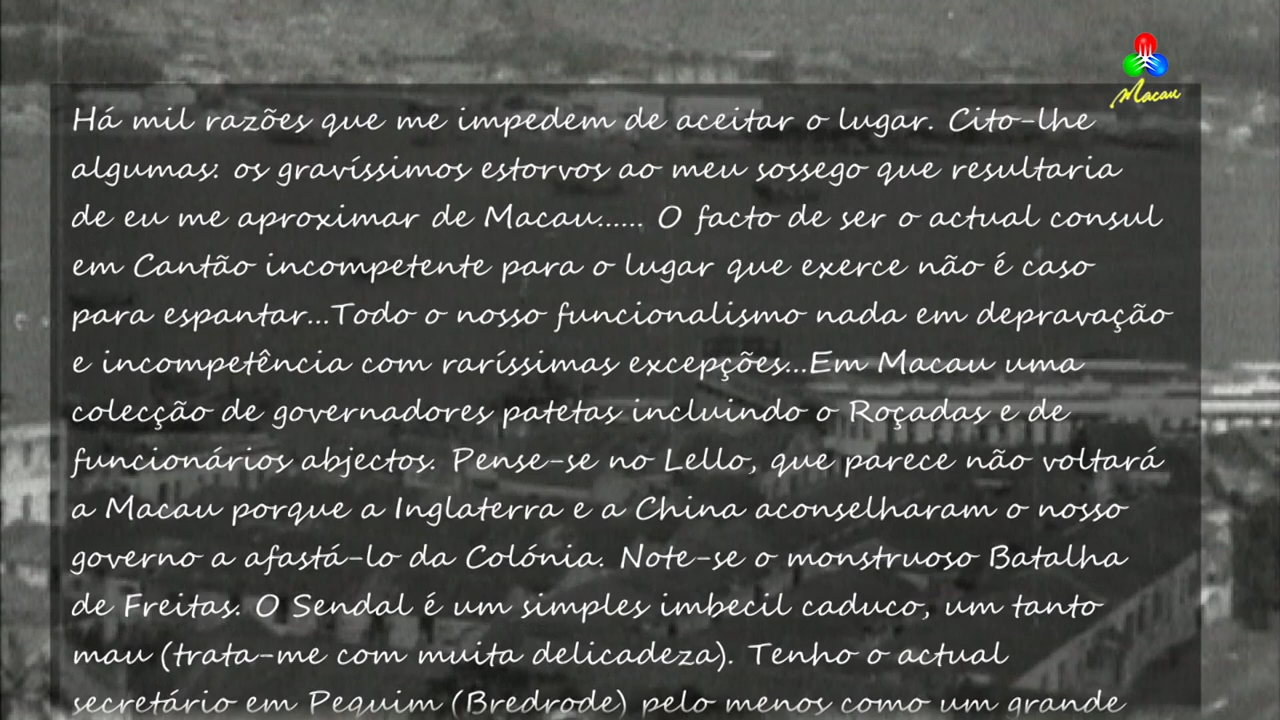 Macau
Há mil razões que me impedem de aceitar o lugar. Cito-lhe
algumas: os gravíssimos estorvos ao meu sossego que resultaria
de eu me aproximar de Macau...... O facto de ser o actual consul
em Cantão incompetente para o lugar que exerce não é caso
para espantar...Todo o nosso funcionalismo nada em depravação
e incompetência com raríssimas excepções...Em Macau uma
colecção de governadores patetas incluindo o Roçadas e de
funcionários abjectos. Pense-se no Lello, que parece não voltará
a Macau porque a Inglaterra e a China aconselharam o nosso
governo a afastá-lo da Colónia. Note-se o monstruoso Batalha
de Freitas. O Sendal é um simples imbecil caduco, um tanto
mau (trata-me com muita delicadeza). Tenho o actual
secretário em Pequim (Bredrode) pelo menos como um grande